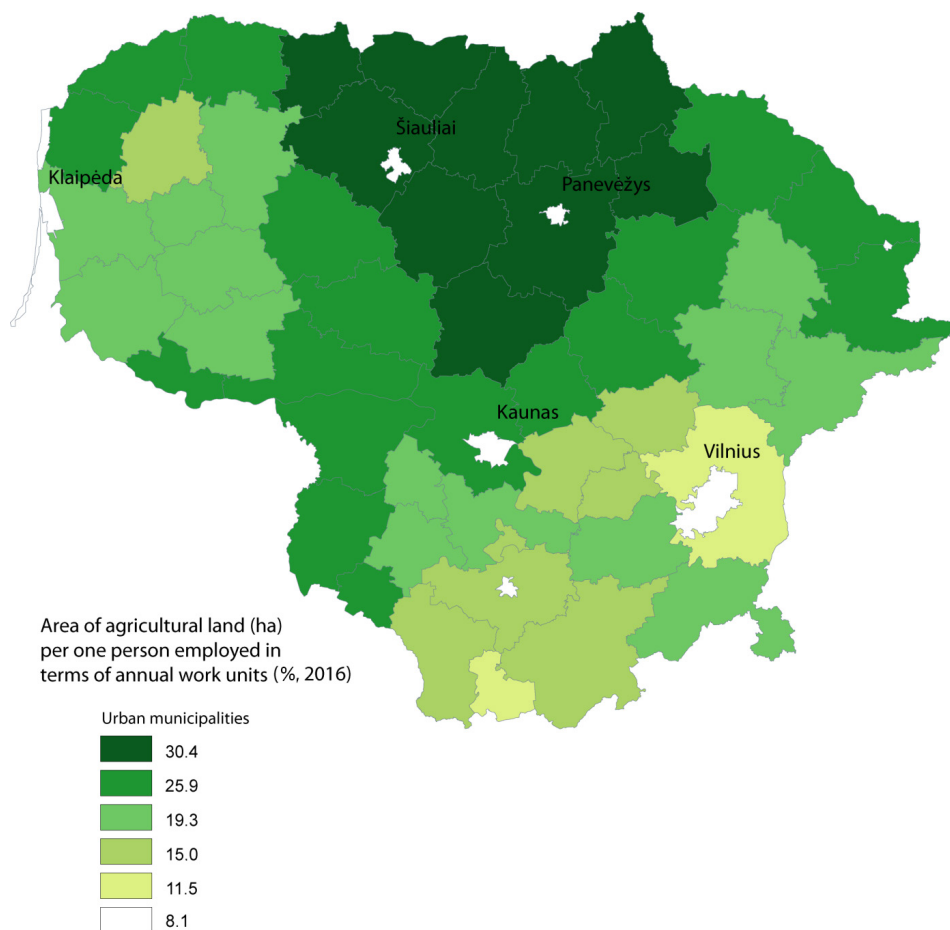 Šiauliai
Klaipėda
Panevėžys
Kaunas
Vilnius
Area of agricultural land (ha)
per one person employed in
terms of annual work units (%, 2016)
Urban municipalities
30.4
25.9
19.3
15.0
11.5
8.1